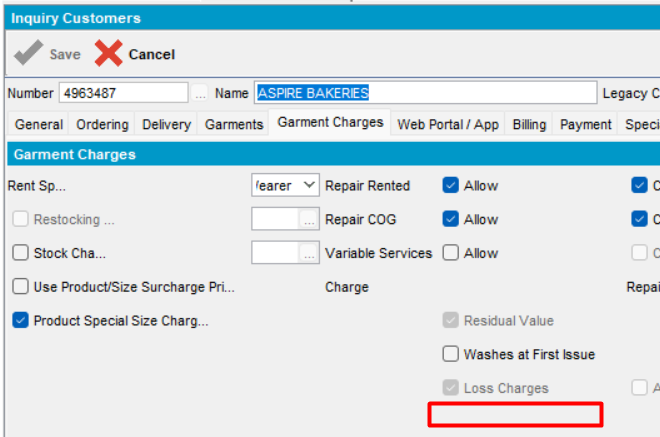 Inquiry Customers
Save Cancel
Number 4963487 ... Name ASPIRE BAKERIES Legacy C
General Ordering Delivery Garments Garment Charges Web Portal / App Billing Payment Speci
Garment Charges
Rent Sp... Repair Rented Allow
Restocking ... ... Repair COG Allow
Stock Cha... ... Variable Services Allow
Use Product/Size Surcharge Pri... Charge Repai
Product Special Size Charg... Residual Value
Washes at First Issue
Loss Charges A